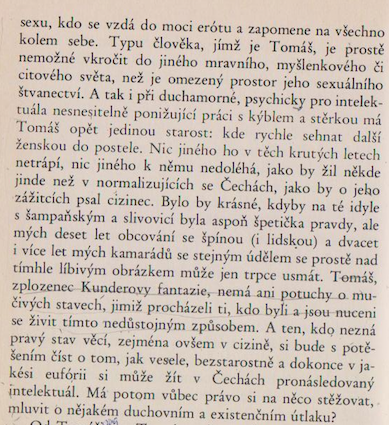 sexu, kdo se vzdá do moci erótu a zapomene na všechno
kolem sebe. Typu člověka, jímž je Tomáš, je prostě
nemožné vkročit do jiného mravního, myšlenkového či
citového světa, než je omezený prostor jeho sexuálního
štvanectví. A tak i při duchamorné, psychicky pro intelek-
tuála nesnesitelně ponižující práci s kýblem a stěrkou má
Tomáš opět jedinou starost: kde rychle sehnat další
ženskou do postele. Nic jiného ho v těch krutých letech
netrápí, nic jiného k němu nedoléhá, jako by žil někde
jinde než v normalizujících se Čechách, jako by o jeho
zážitcích psal cizinec. Bylo by krásné, kdyby na té idyle
s šampaňským a slivovicí byla aspoň špetička pravdy, ale
mých deset let obcování se špínou (i lidskou) a dvacet
i více let mých kamarádů se stejným údělem se prostě nad
tímhle líbivým obrázkem může jen trpce usmát. Tomáš,
zplozenec Kunderovy fantazie, nemá ani potuchy o mu-
čivých stavech, jimiž procházeli ti, kdo byli a jsou nuceni
se živit tímto nedůstojným způsobem. A ten, kdo nezná
pravý stav věcí, zejména ovšem v cizině, si bude s potě-
šením číst o tom, jak vesele, bezstarostně a dokonce v ja-
kési eufórii si může žít v Čechách pronásledovaný
intelektuál. Má potom vůbec právo si na něco stěžovat,
mluvit o nějakém duchovním a existenčním útlaku?